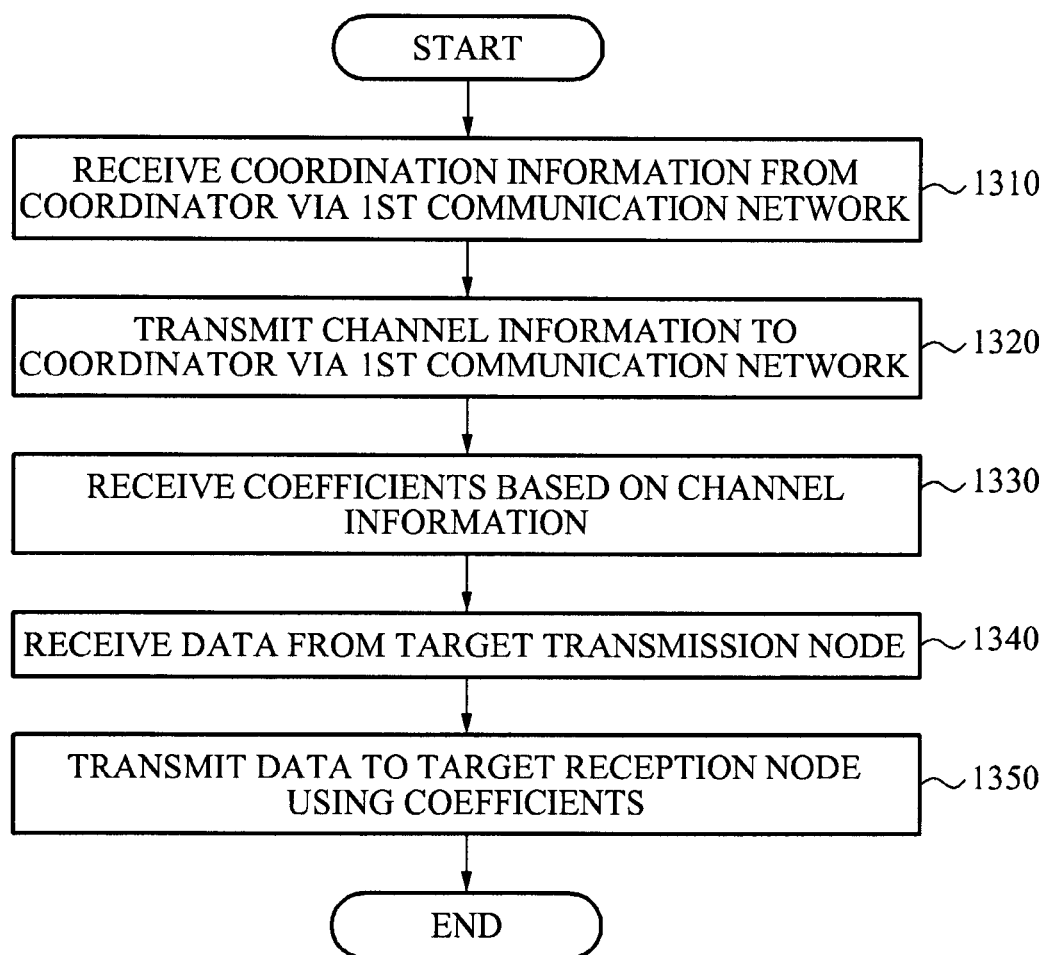 START
RECEIVE COORDINATION INFORMATION FROM
COORDINATOR VIA 1ST COMMUNICATION NETWORK
1310
TRANSMIT CHANNEL INFORMATION TO
COORDINATOR VIA 1ST COMMUNICATION NETWORK
1320
RECEIVE COEFFICIENTS BASED ON CHANNEL
INFORMATION
1330
RECEIVE DATA FROM TARGET TRANSMISSION NODE
1340
TRANSMIT DATA TO TARGET RECEPTION NODE
USING COEFFICIENTS
1350
END